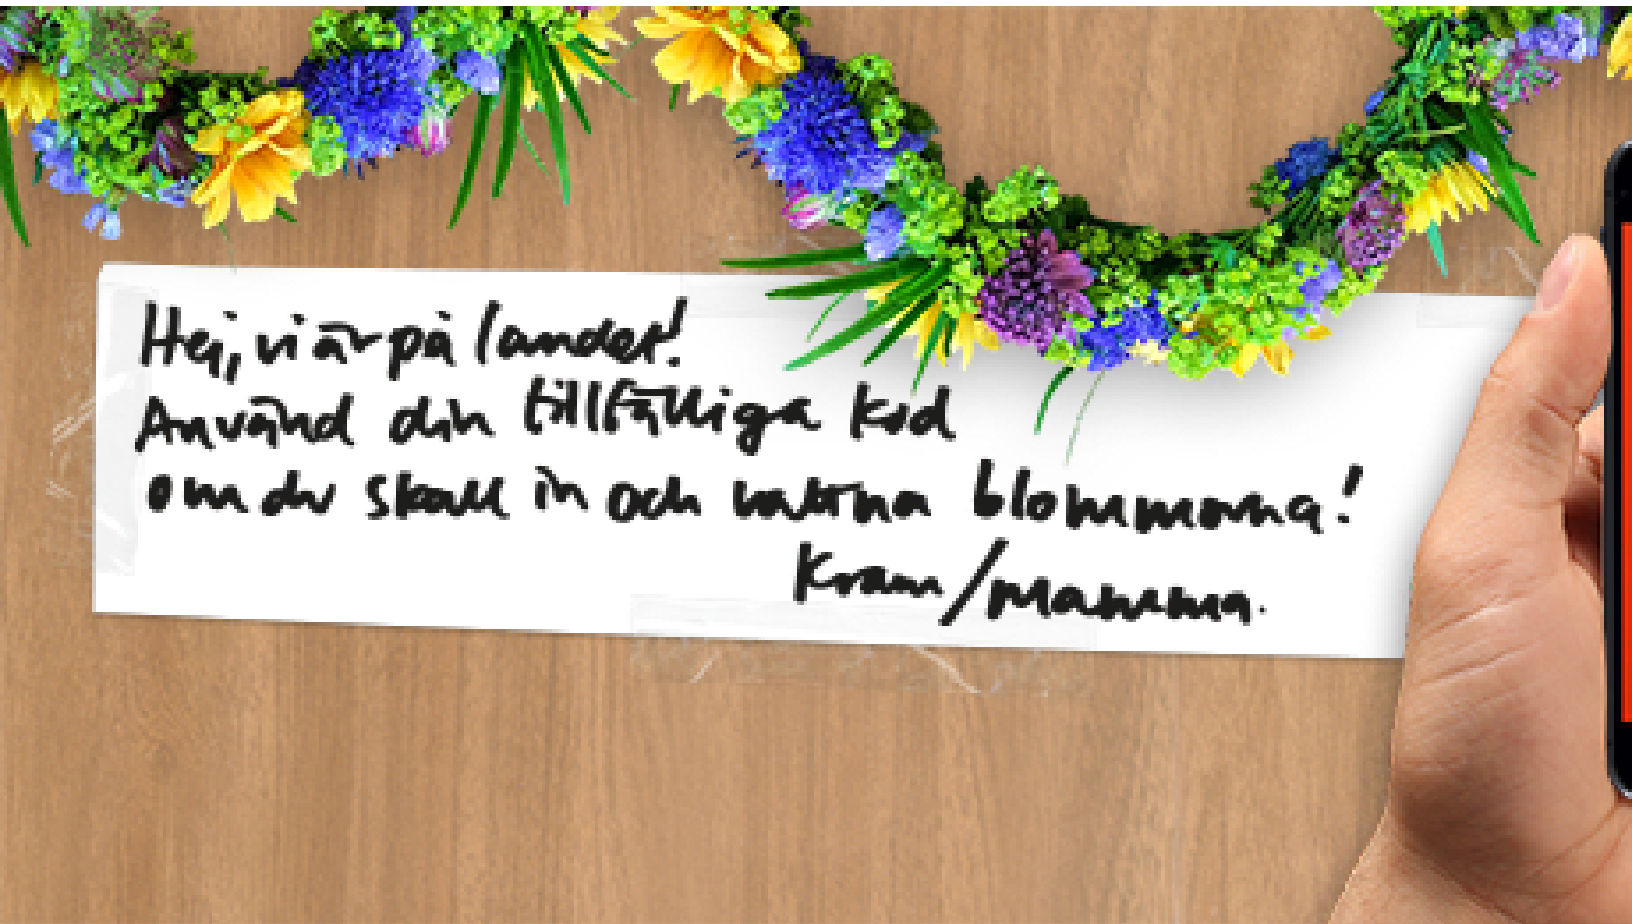 Hej, vi är på landet!
Använd din tillfälliga kod
om du skall in och vattna blommorna!
Kram/Mamma.